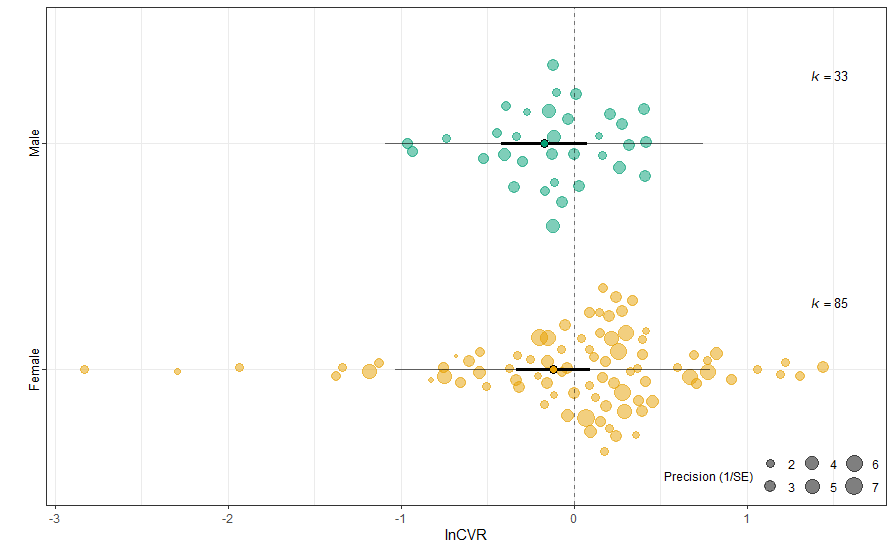 Male
k = 33
Female
k = 85
Precision (1/SE)
2 4 6
3 5 7
-3 -2 -1 0 1
lnCVR